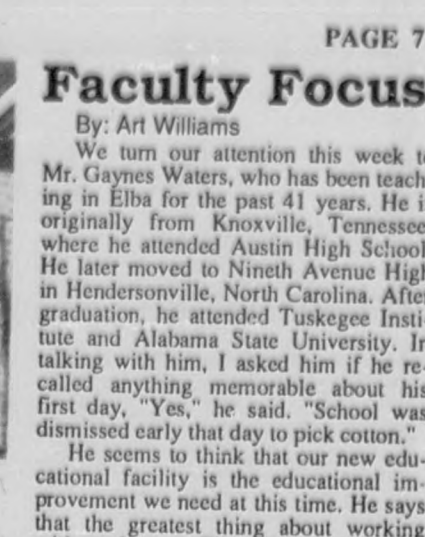 PAGE 7
Faculty Focus
By: Art Williams
We turn our attention this week t
Mr. Gaynes Waters, who has been teach
ing in Elba for the past 41 years. He i
originally from Knoxville, Tennessee
where he attended Austin High School
He later moved to Nineth Avenue High
in Hendersonville, North Carolina. After
graduation, he attended Tuskegee Insti-
tute and Alabama State University. In
talking with him, I asked him if he re-
called anything memorable about his
first day, "Yes," he said. "School was
dismissed early that day to pick cotton."
He seems to think that our new edu-
cational facility is the educational im-
provement we need at this time. He says
that the greatest thing about working